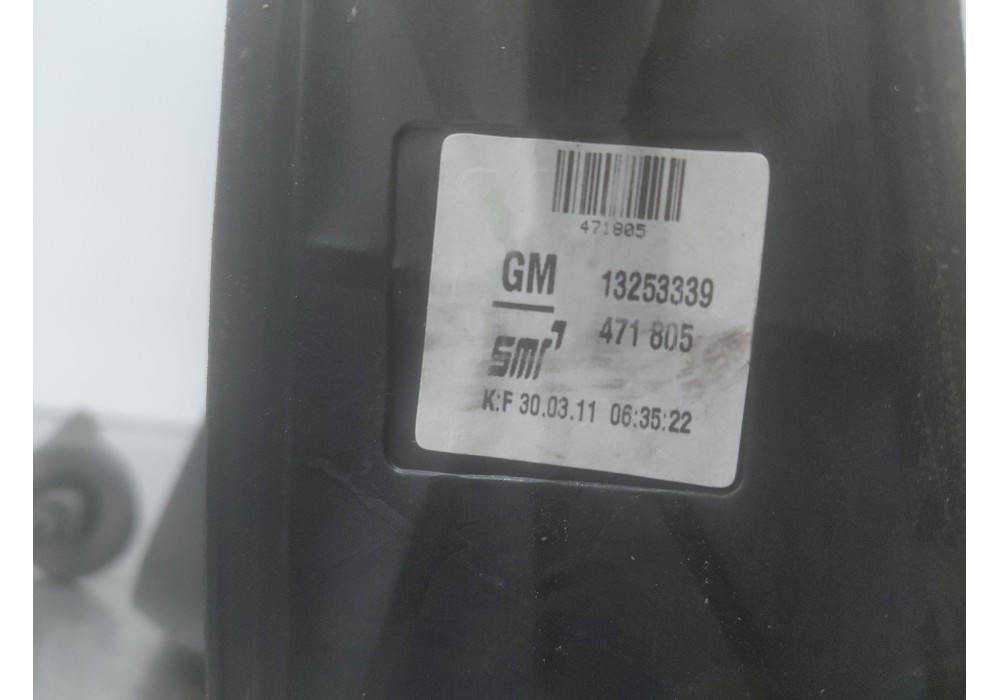 471805
GM 13253339
smr 471 805
K:F 30.03.11 06:35:22